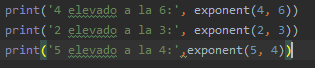 print('4 elevado a la 6:', exponent(4, 6))
print('2 elevado a la 3:', exponent(2, 3))
print('5 elevado a la 4:',exponent(5, 4))